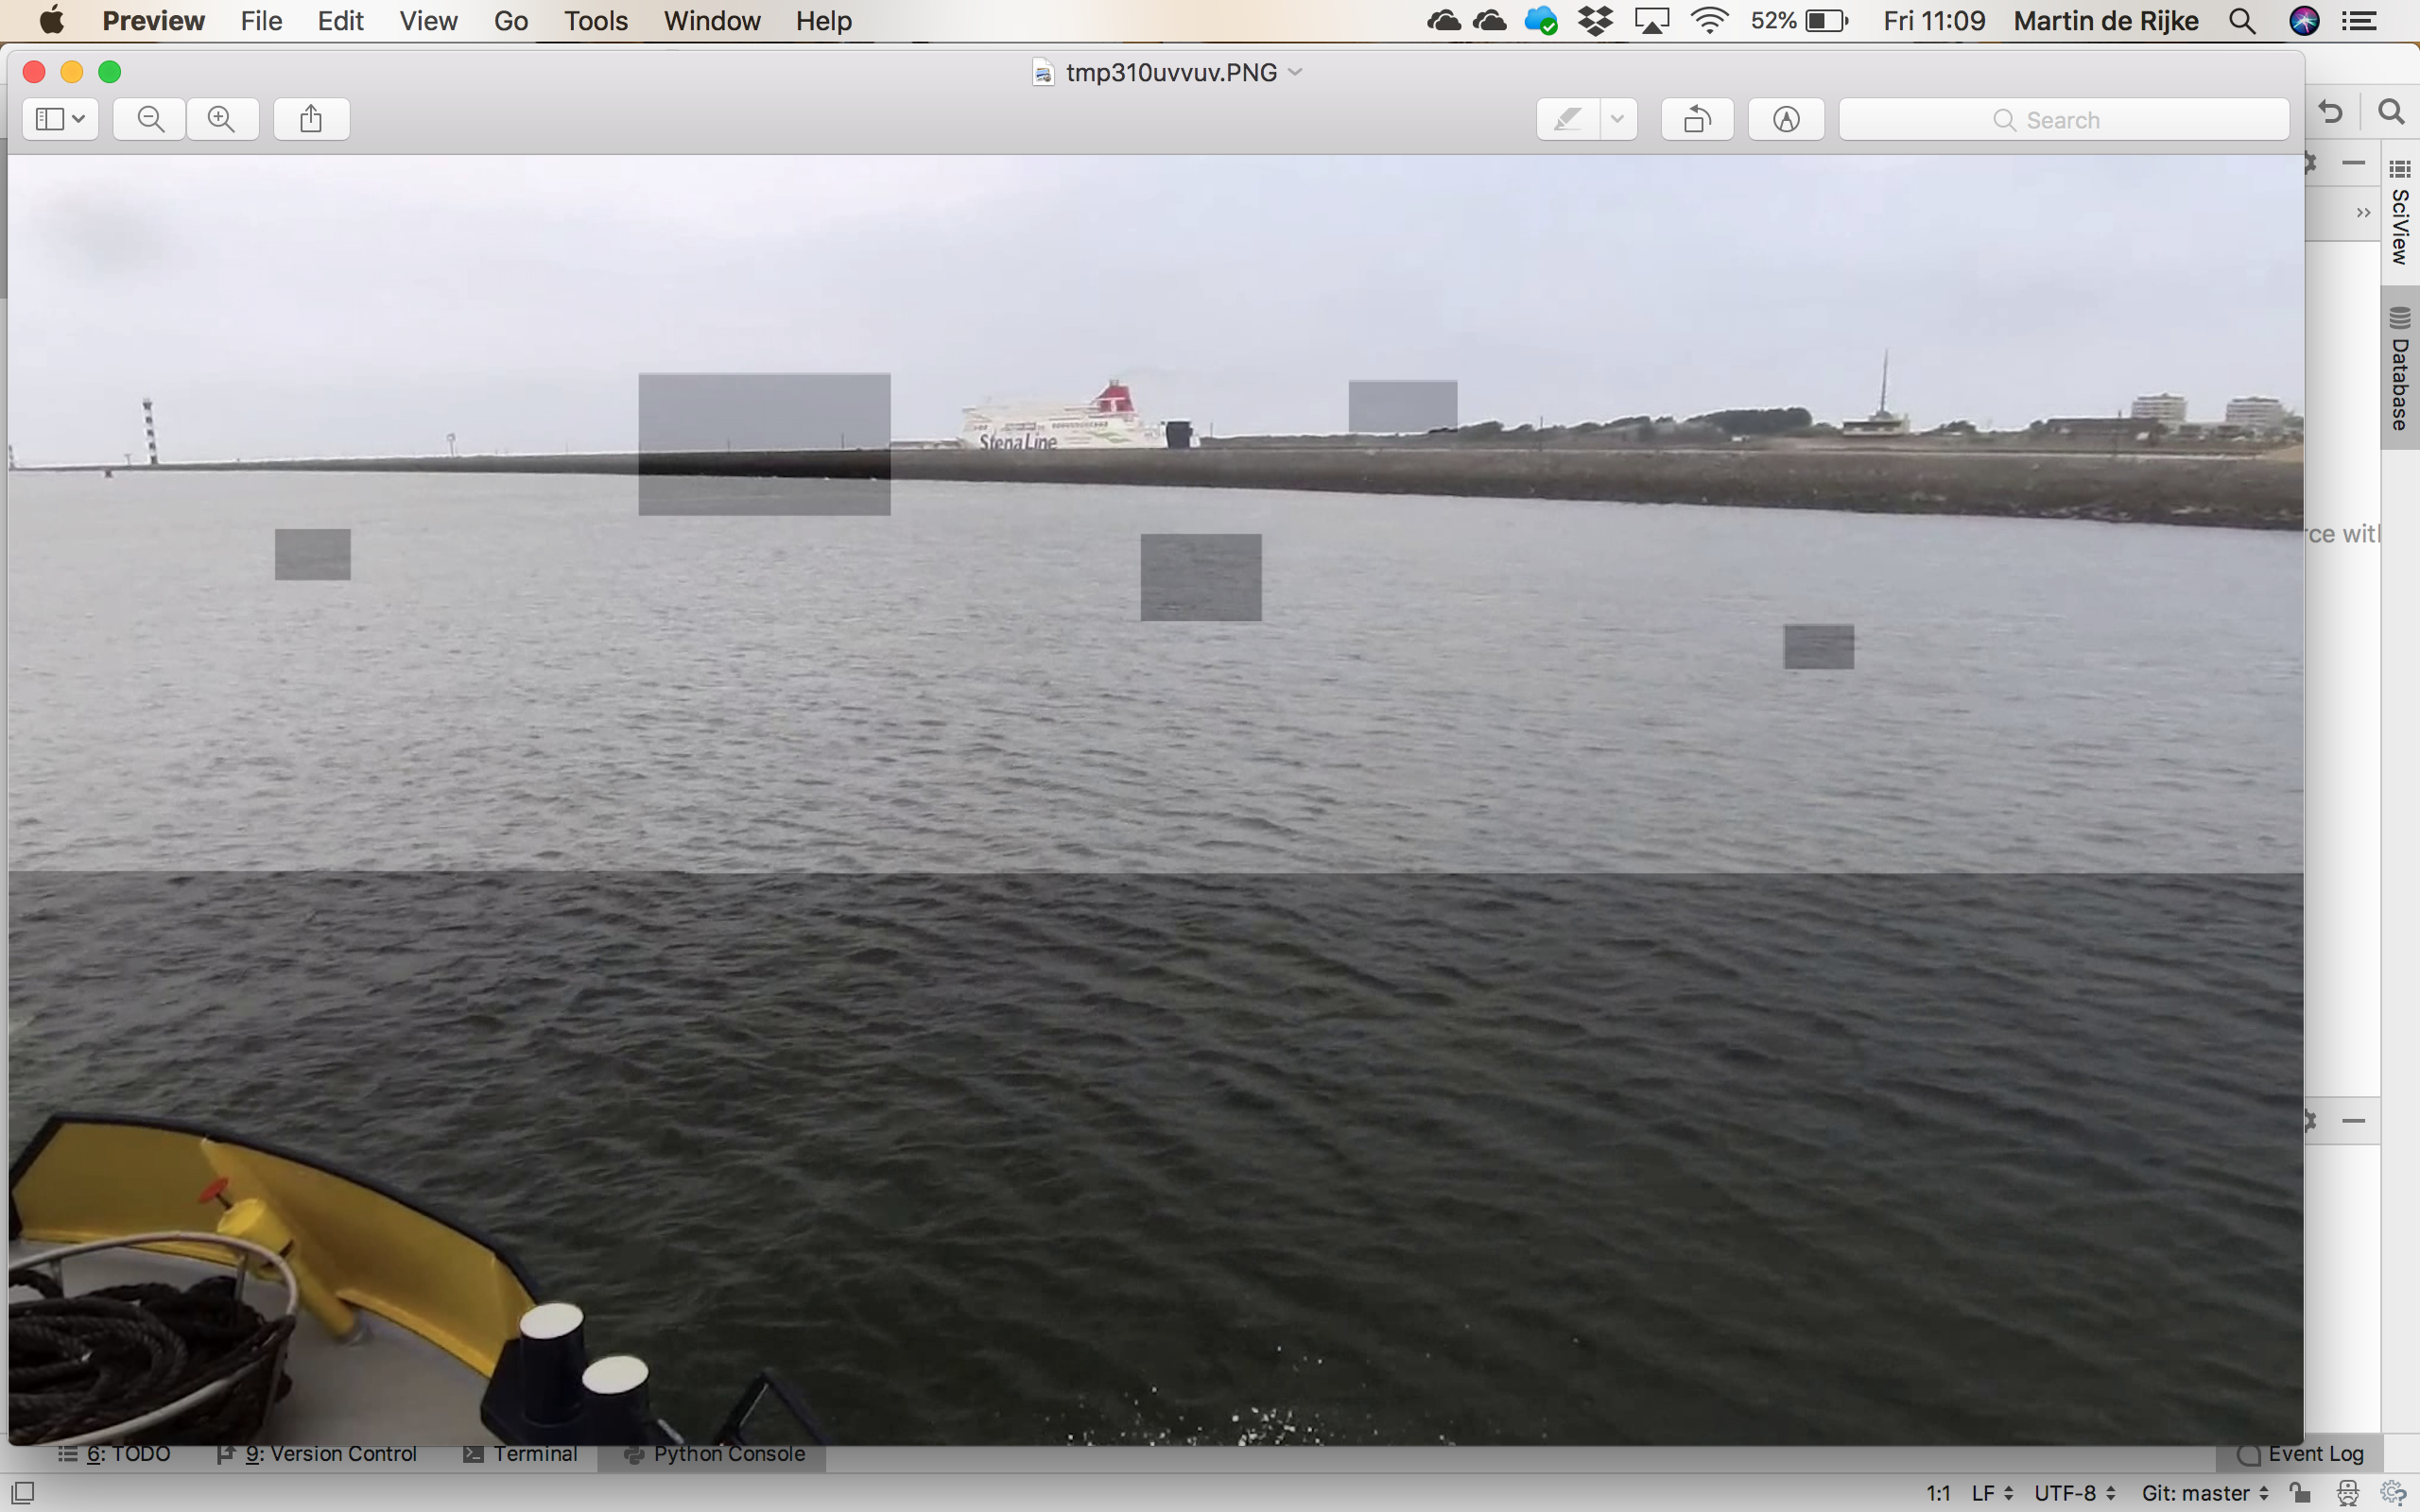 Preview File Edit View Go Tools Window Help 52% Fri 11:09 Martin de Rijke
tmp310uvvuv.PNG
Search
SciView
Database
Stena Line
rce with
6: TODO 9: Version Control Terminal Python Console Event Log
1:1 LF UTF-8 Git: master